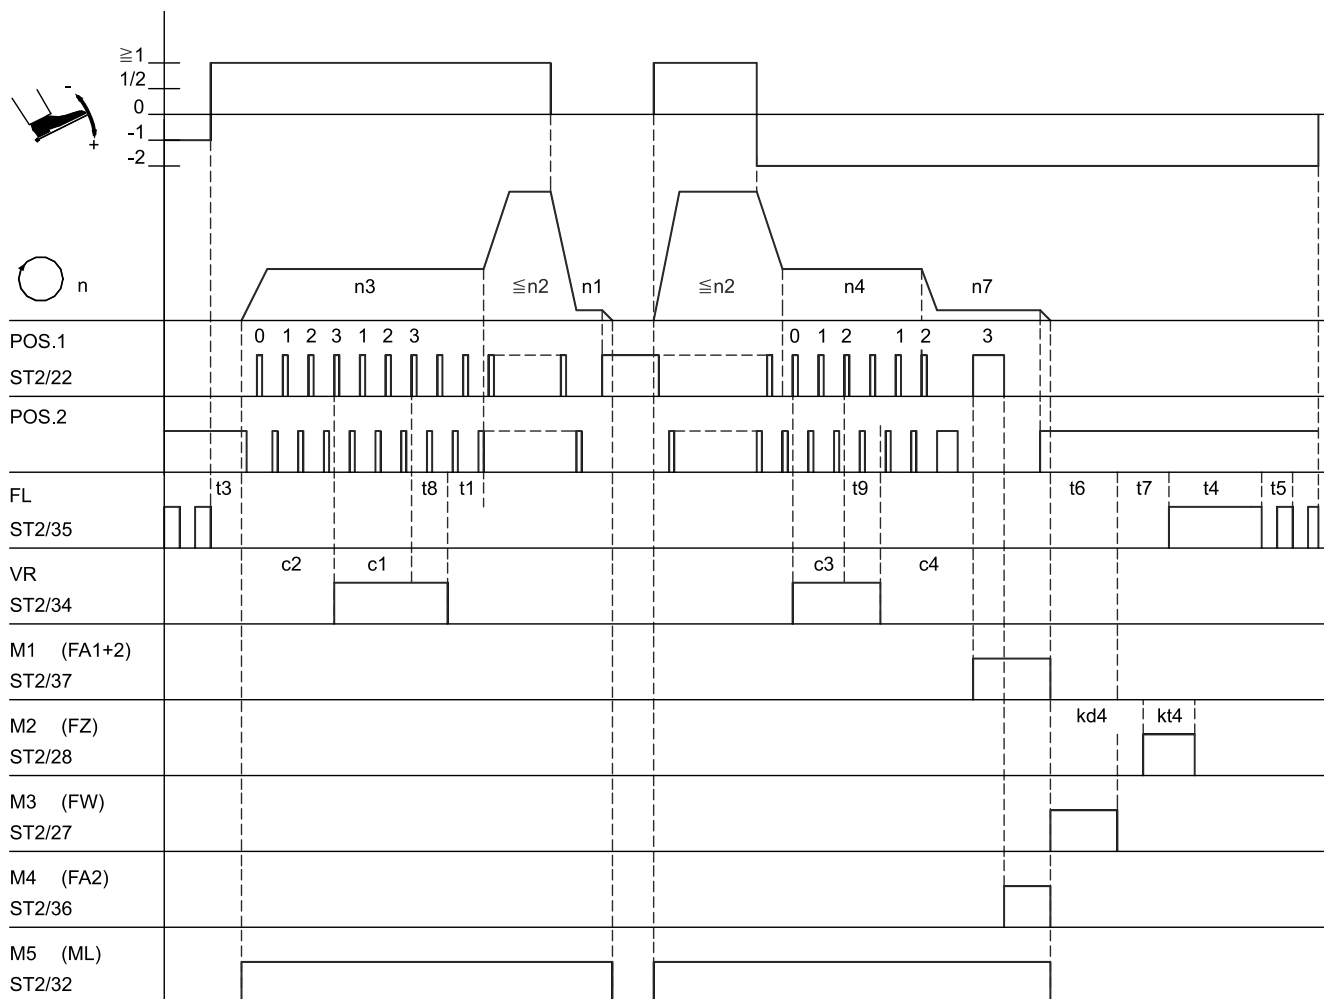 ≧1
1/2
0
-1
-2
-
+
n
n3
≦n2
n1
≦n2
n4
n7
POS.1
0 1 2 3 1 2 3
0 1 2 1 2 3
ST2/22
POS.2
FL
t3
t8
t1
t9
t6
t7
t4
t5
ST2/35
VR
c2
c1
c3
c4
ST2/34
M1 (FA1+2)
ST2/37
M2 (FZ)
kd4
kt4
ST2/28
M3 (FW)
ST2/27
M4 (FA2)
ST2/36
M5 (ML)
ST2/32